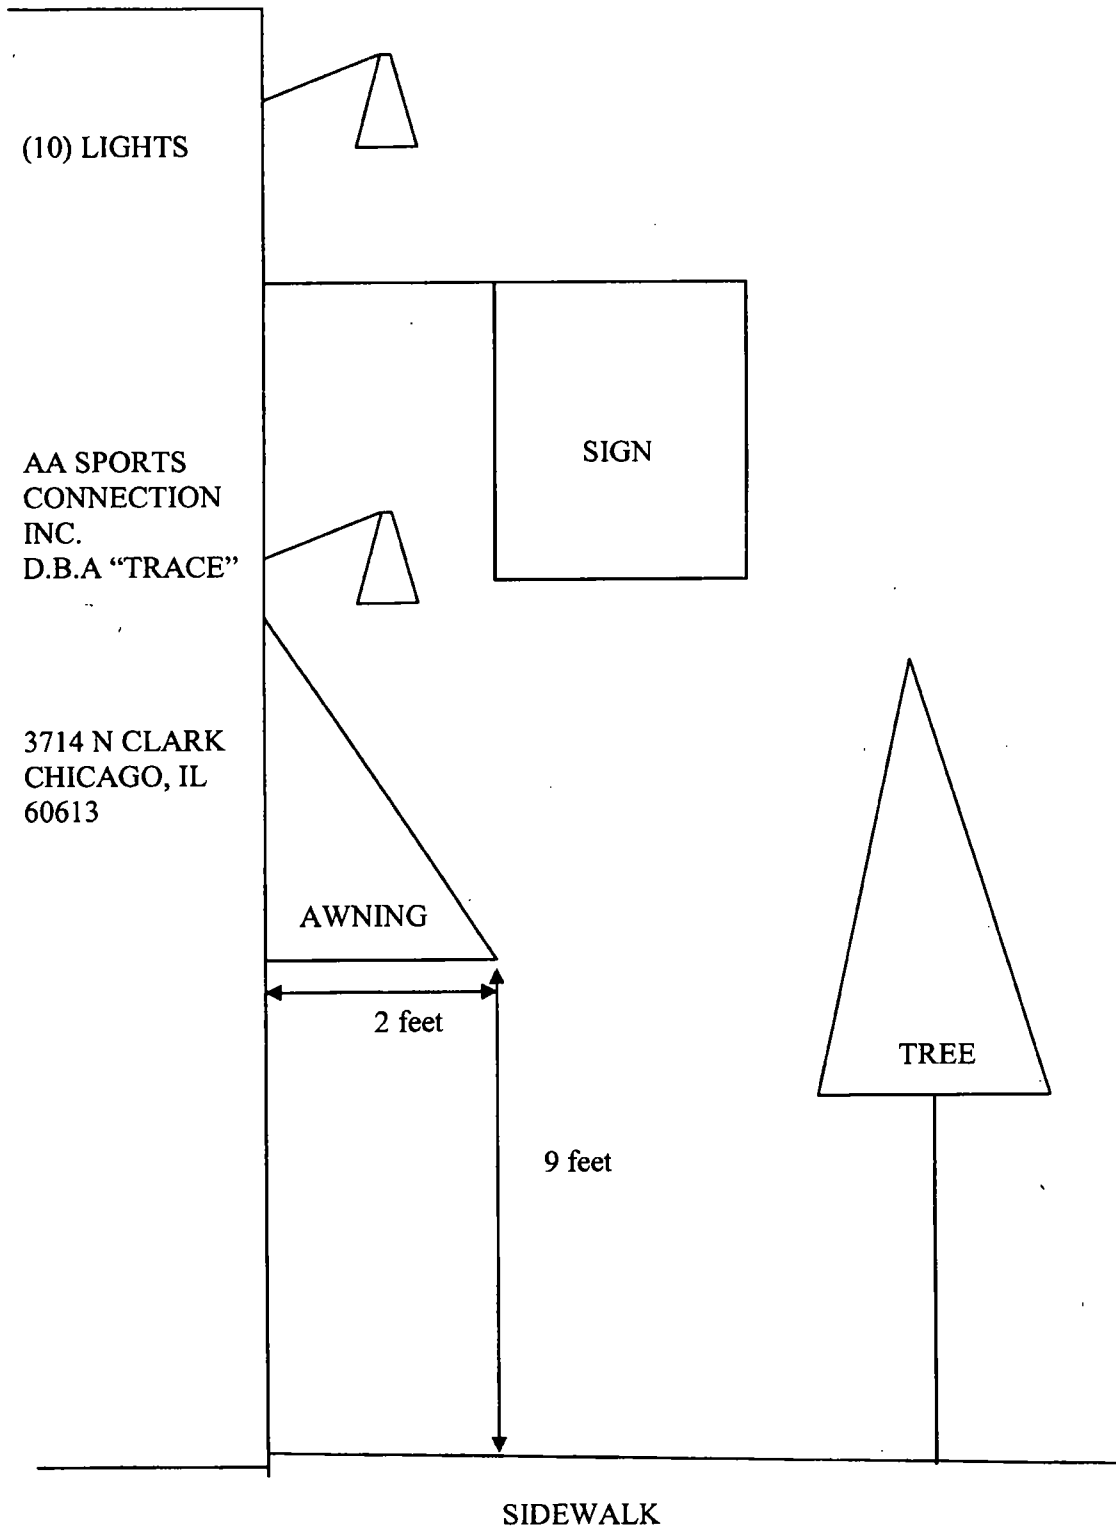 (10) LIGHTS
SIGN
AA SPORTS
CONNECTION
INC.
D.B.A “TRACE”
3714 N CLARK
CHICAGO, IL
60613
AWNING
2 feet
TREE
9 feet
SIDEWALK